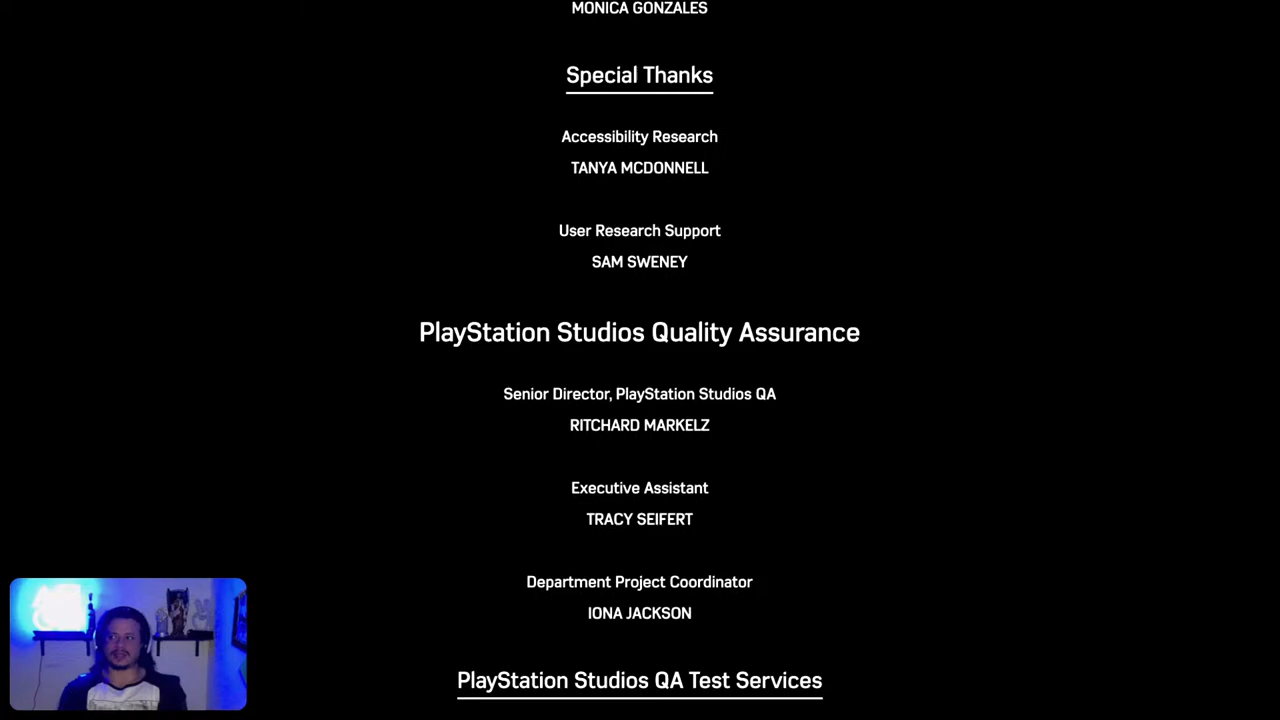 MONICA GONZALES
Special Thanks
Accessibility Research
TANYA MCDONNELL
User Research Support
SAM SWENEY
PlayStation Studios Quality Assurance
Senior Director, PlayStation Studios QA
RITCHARD MARKELZ
Executive Assistant
TRACY SEIFERT
Department Project Coordinator
IONA JACKSON
PlayStation Studios QA Test Services